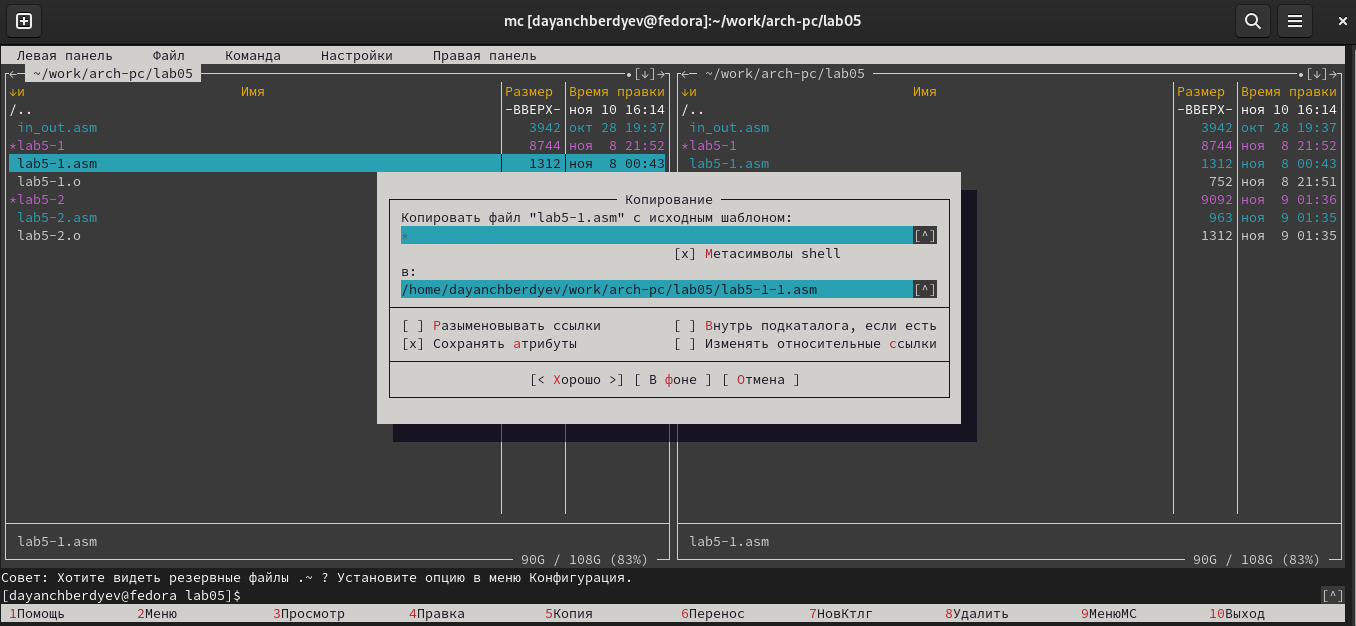 mc [dayanchberdyev@fedora]:~/work/arch-pc/lab05
Левая панель Файл Команда Настройки Правая панель
~/work/arch-pc/lab05 [↓] ~/work/arch-pc/lab05 [↓]
↓и Имя Размер Время правки ↓и Имя Размер Время правки
/.. -ВВЕРХ- ноя 10 16:14 /.. -ВВЕРХ- ноя 10 16:14
in_out.asm 3942 окт 28 19:37 in_out.asm 3942 окт 28 19:37
*lab5-1 8744 ноя 8 21:52 *lab5-1 8744 ноя 8 21:52
lab5-1.asm 1312 ноя 8 00:43 lab5-1.asm 1312 ноя 8 00:43
lab5-1.o 752 ноя 8 21:51
*lab5-2 9092 ноя 9 01:36
lab5-2.asm 963 ноя 9 01:35
lab5-2.o 1312 ноя 9 01:35
Копирование
Копировать файл "lab5-1.asm" с исходным шаблоном:
* [^]
[x] Метасимволы shell
в:
/home/dayanchberdyev/work/arch-pc/lab05/lab5-1-1.asm [^]
[ ] Разыменовывать ссылки [ ] Внутрь подкаталога, если есть
[x] Сохранять атрибуты [ ] Изменять относительные ссылки
[< Хорошо >] [ В фоне ] [ Отмена ]
lab5-1.asm lab5-1.asm
90G / 108G (83%) 90G / 108G (83%)
Совет: Хотите видеть резервные файлы .~ ? Установите опцию в меню Конфигурация.
[dayanchberdyev@fedora lab05]$ [^]
1Помощь 2Меню 3Просмотр 4Правка 5Копия 6Перенос 7НовКтлг 8Удалить 9МенюМС 10Выход